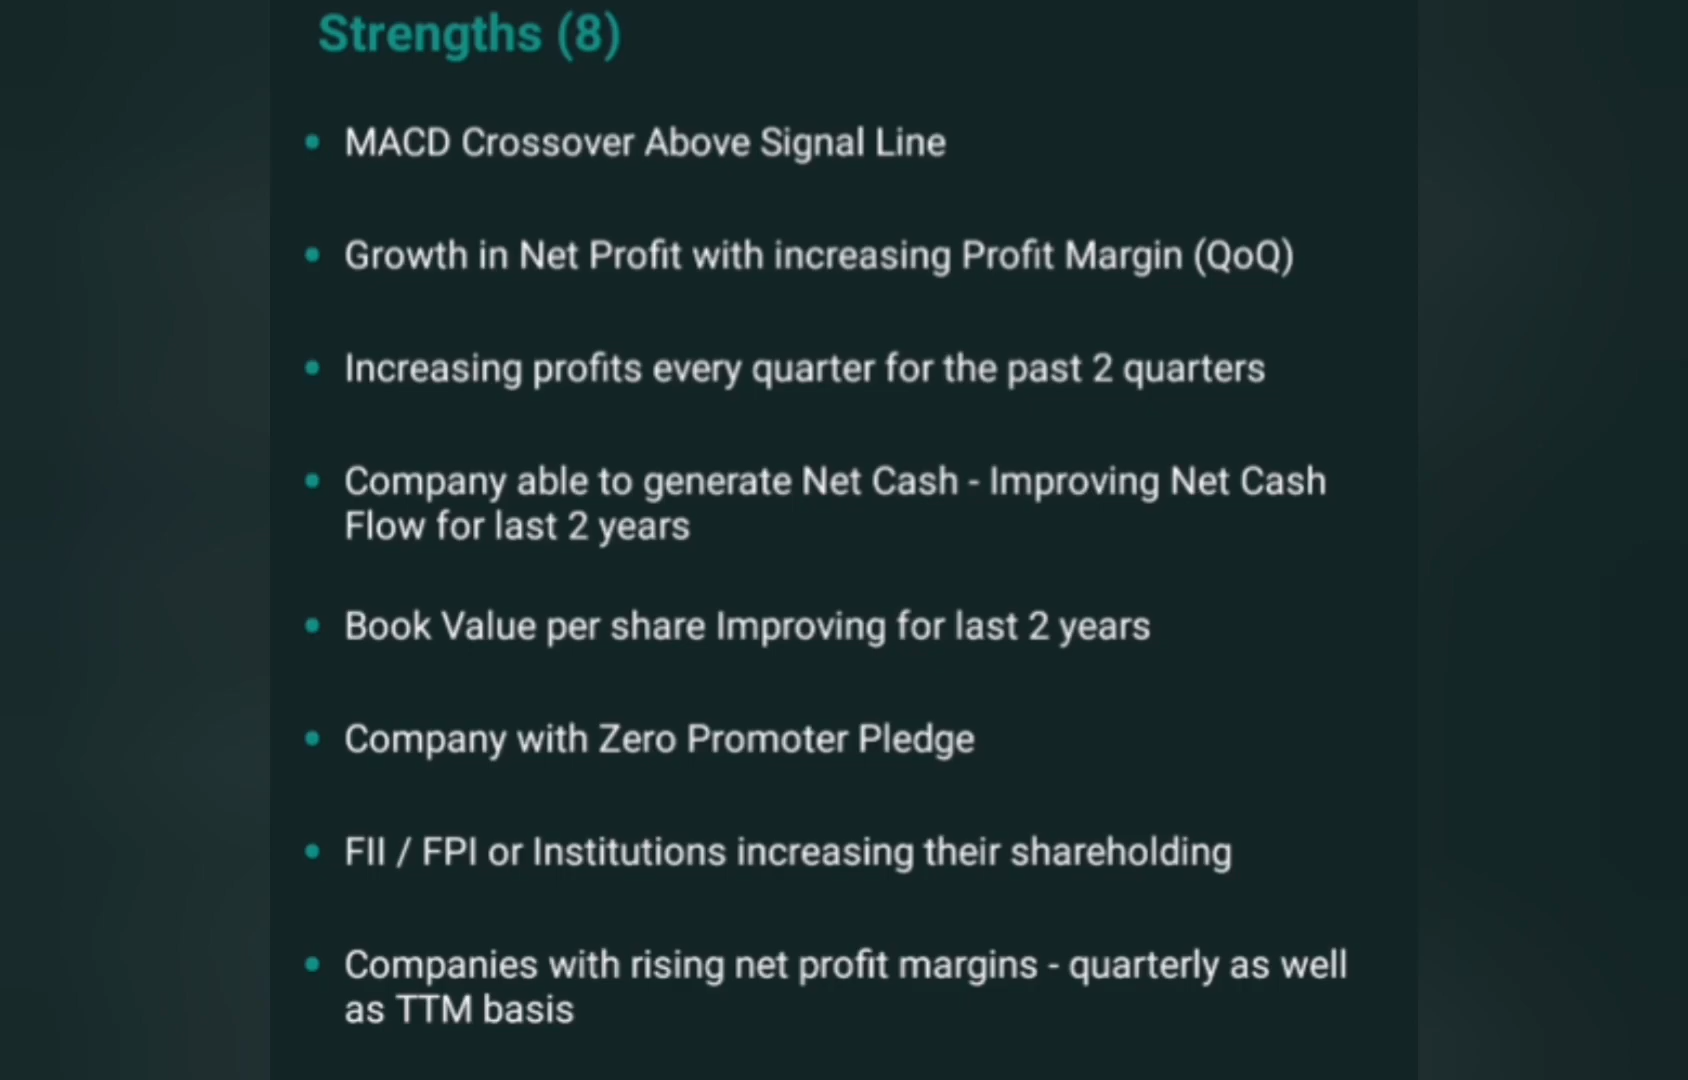 Strengths (8)
MACD Crossover Above Signal Line
Growth in Net Profit with increasing Profit Margin (QoQ)
Increasing profits every quarter for the past 2 quarters
Company able to generate Net Cash - Improving Net Cash
Flow for last 2 years
Book Value per share Improving for last 2 years
Company with Zero Promoter Pledge
FII / FPI or Institutions increasing their shareholding
Companies with rising net profit margins - quarterly as well
as TTM basis